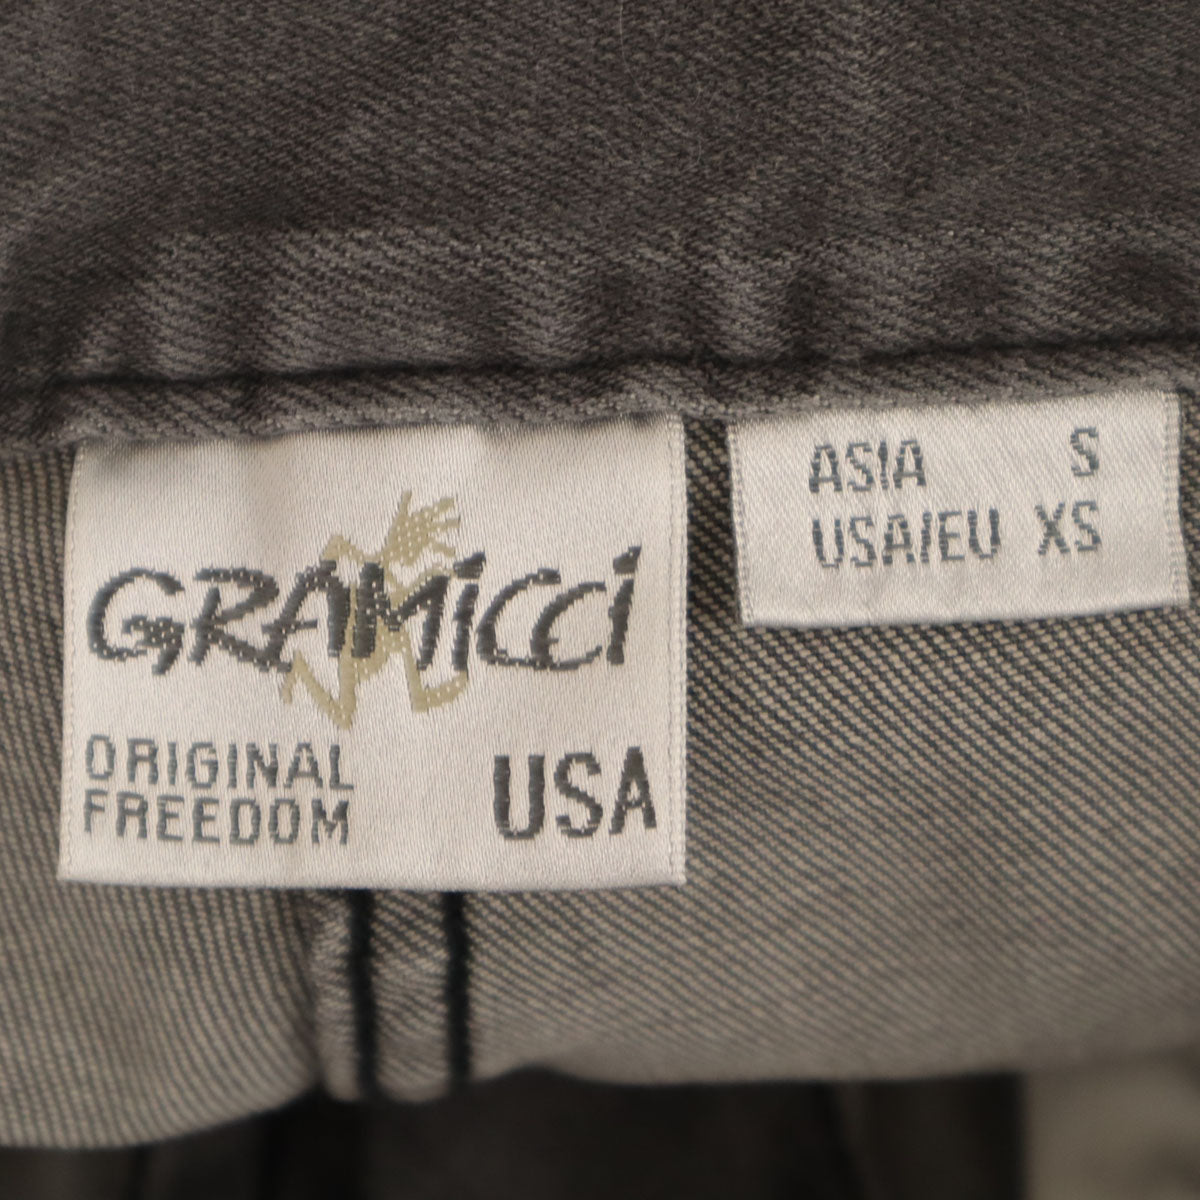 GRAMICCI
ORIGINAL
FREEDOM
USA
ASIA S
USA/EU XS